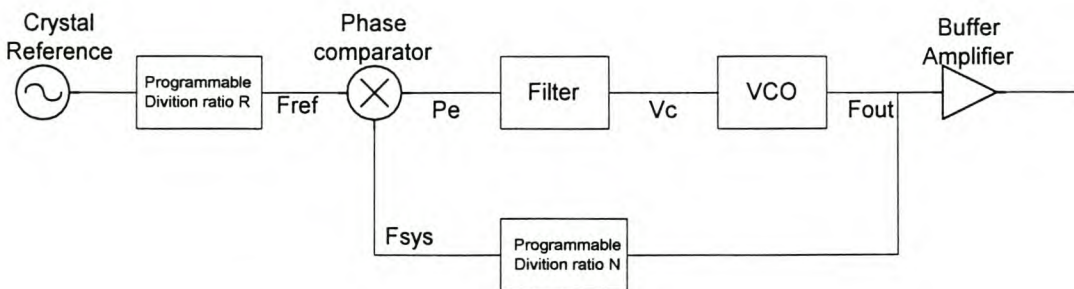 Crystal
Reference
Programmable
Divition ratio R
Fref
Phase
comparator
Pe
Filter
Vc
VCO
Fout
Buffer
Amplifier
Fsys
Programmable
Divition ratio N